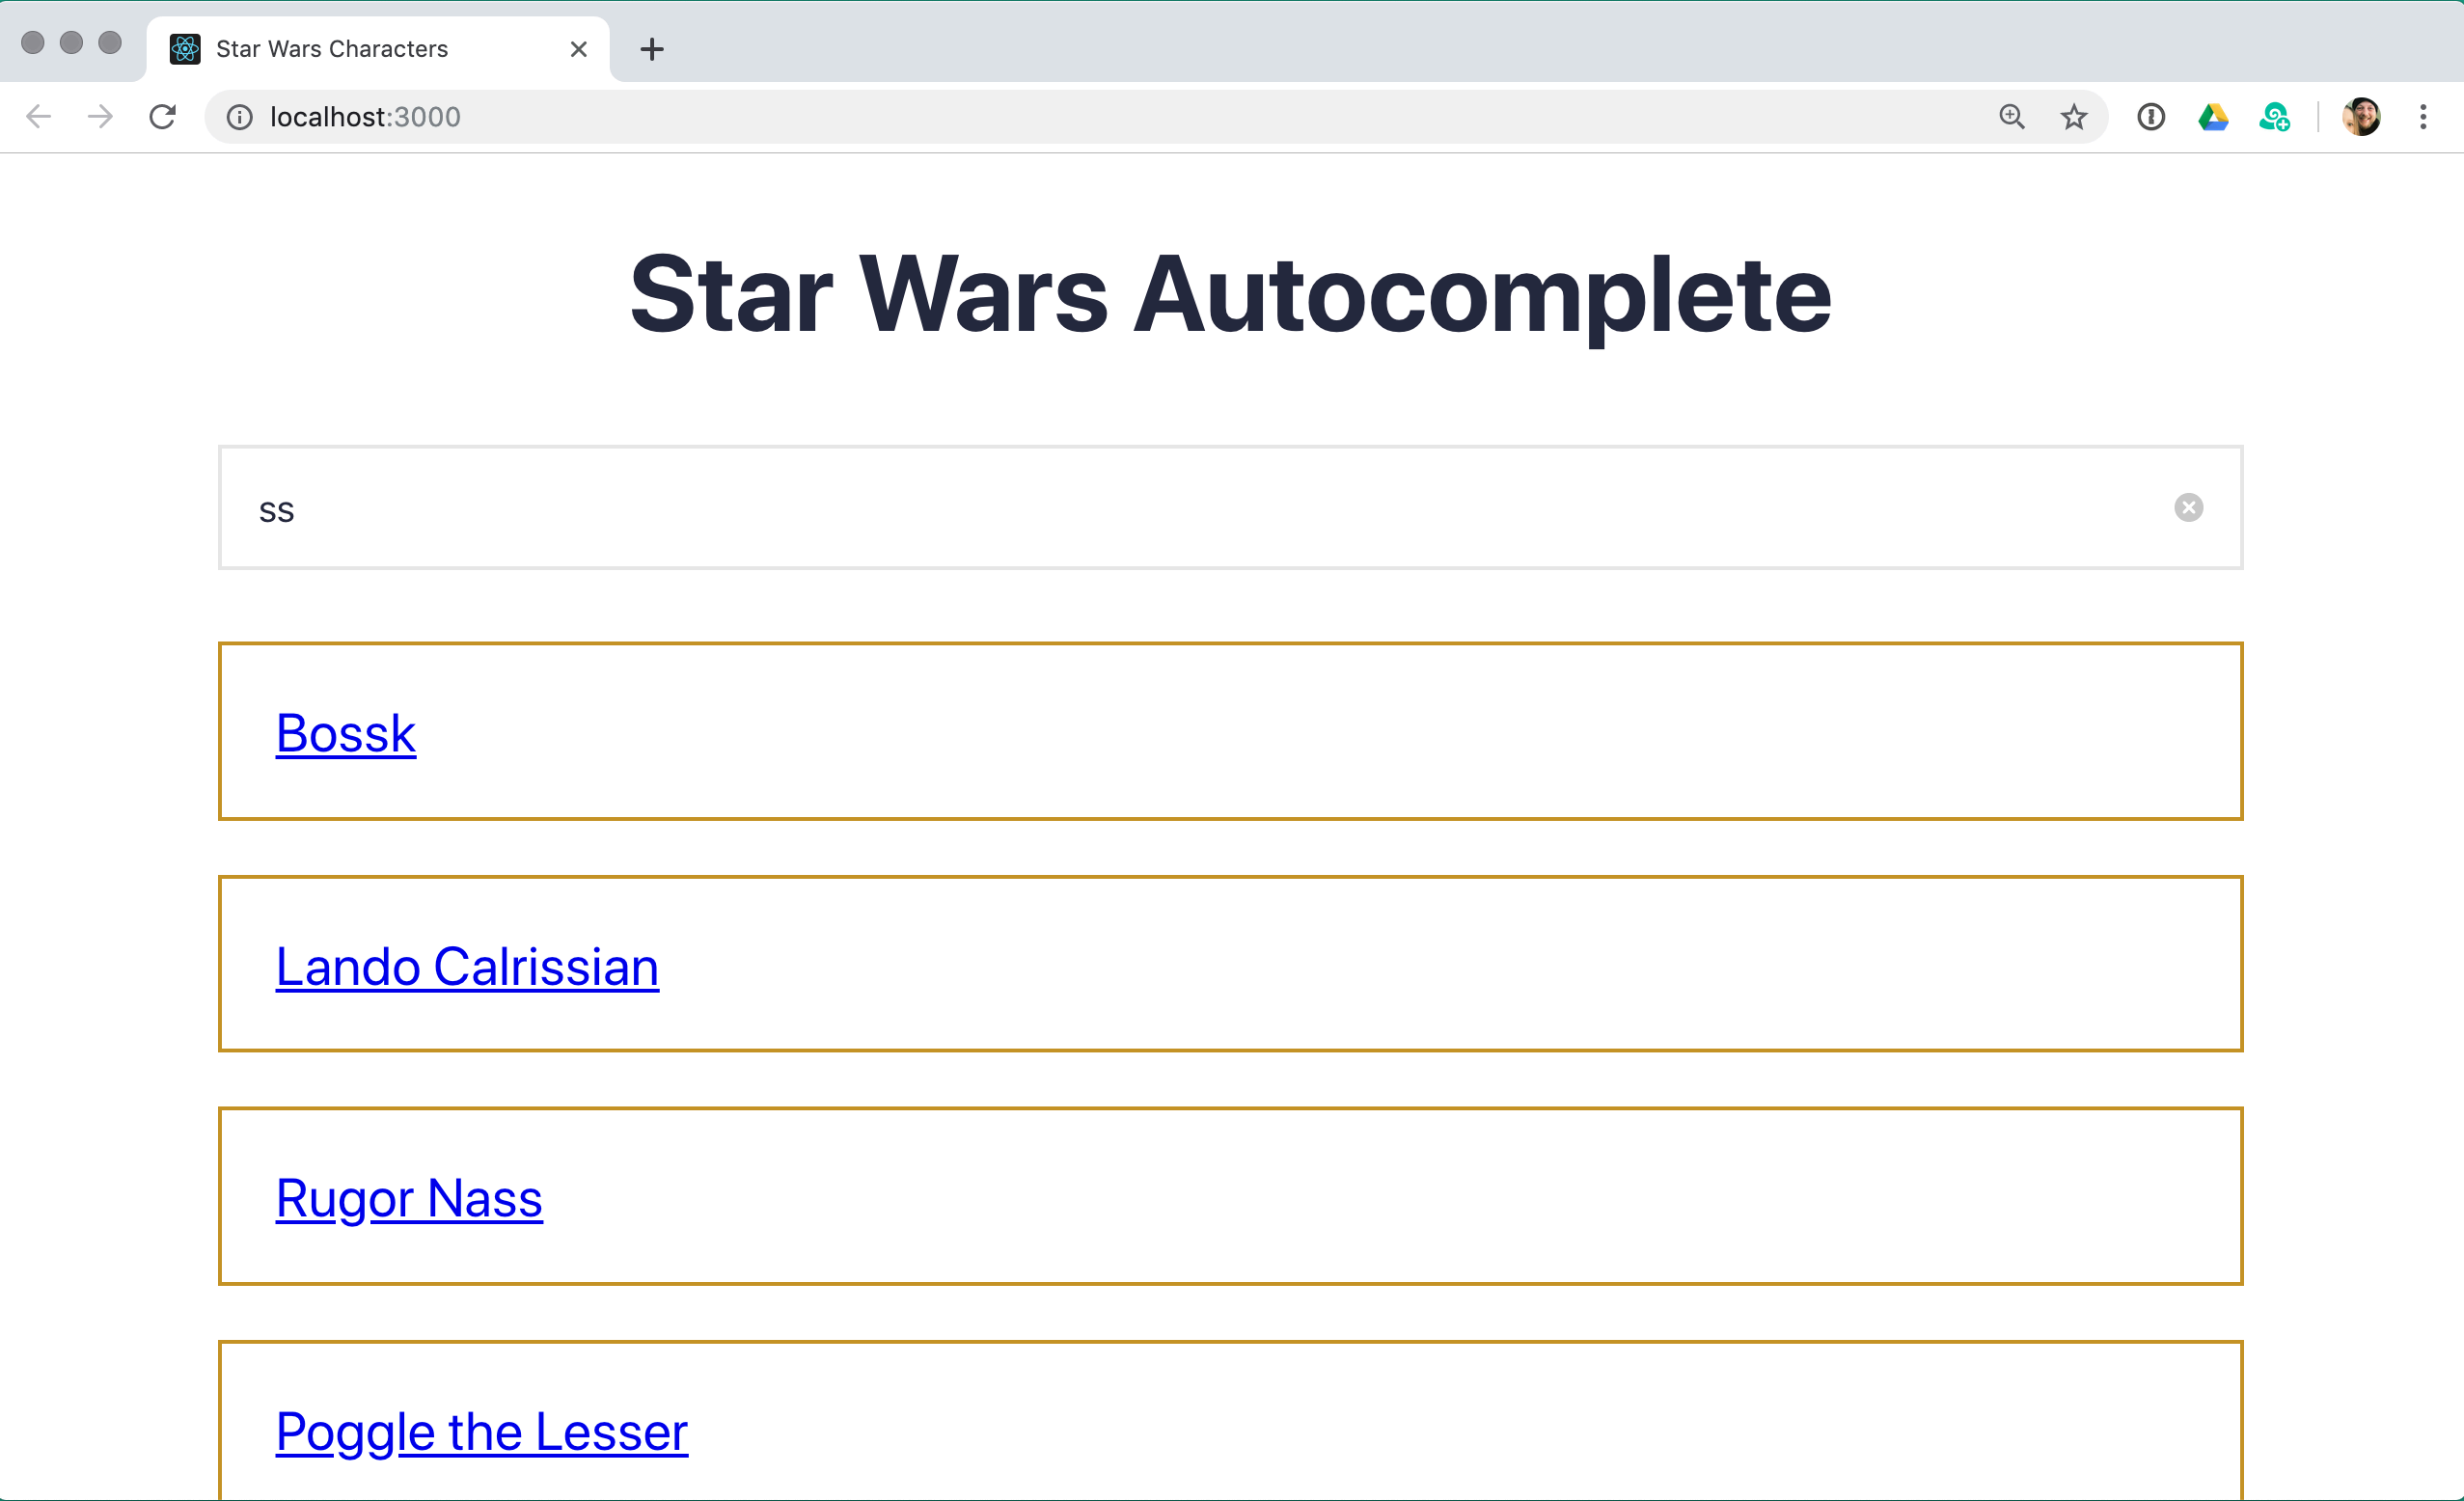 Star Wars Characters
localhost:3000
Star Wars Autocomplete
ss
Bossk
Lando Calrissian
Rugor Nass
Poggle the Lesser